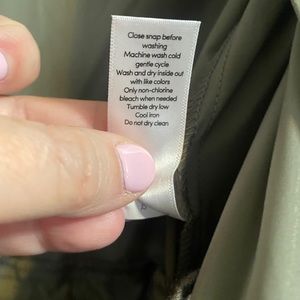 Close snap before
washing
Machine wash cold
gentle cycle
Wash and dry inside out
with like colors
Only non-chlorine
bleach when needed
Tumble dry low
Cool iron
Do not dry clean